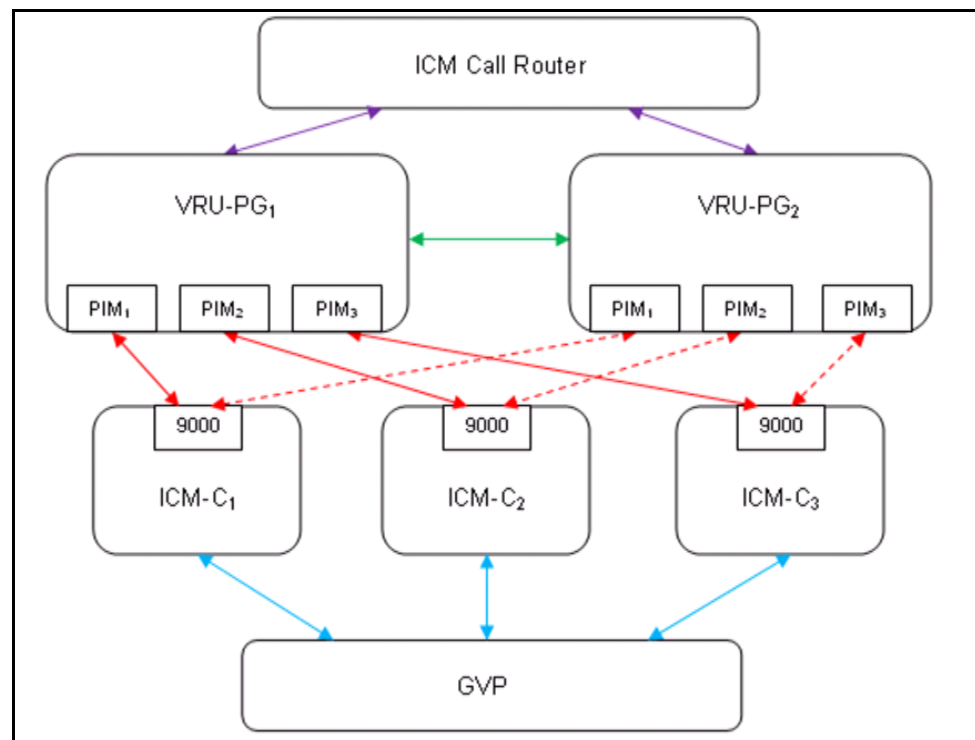 ICM Call Router
VRU-PG₁
VRU-PG₂
PIM₁
PIM₂
PIM₃
PIM₁
PIM₂
PIM₃
9000
9000
9000
ICM-C₁
ICM-C₂
ICM-C₃
GVP